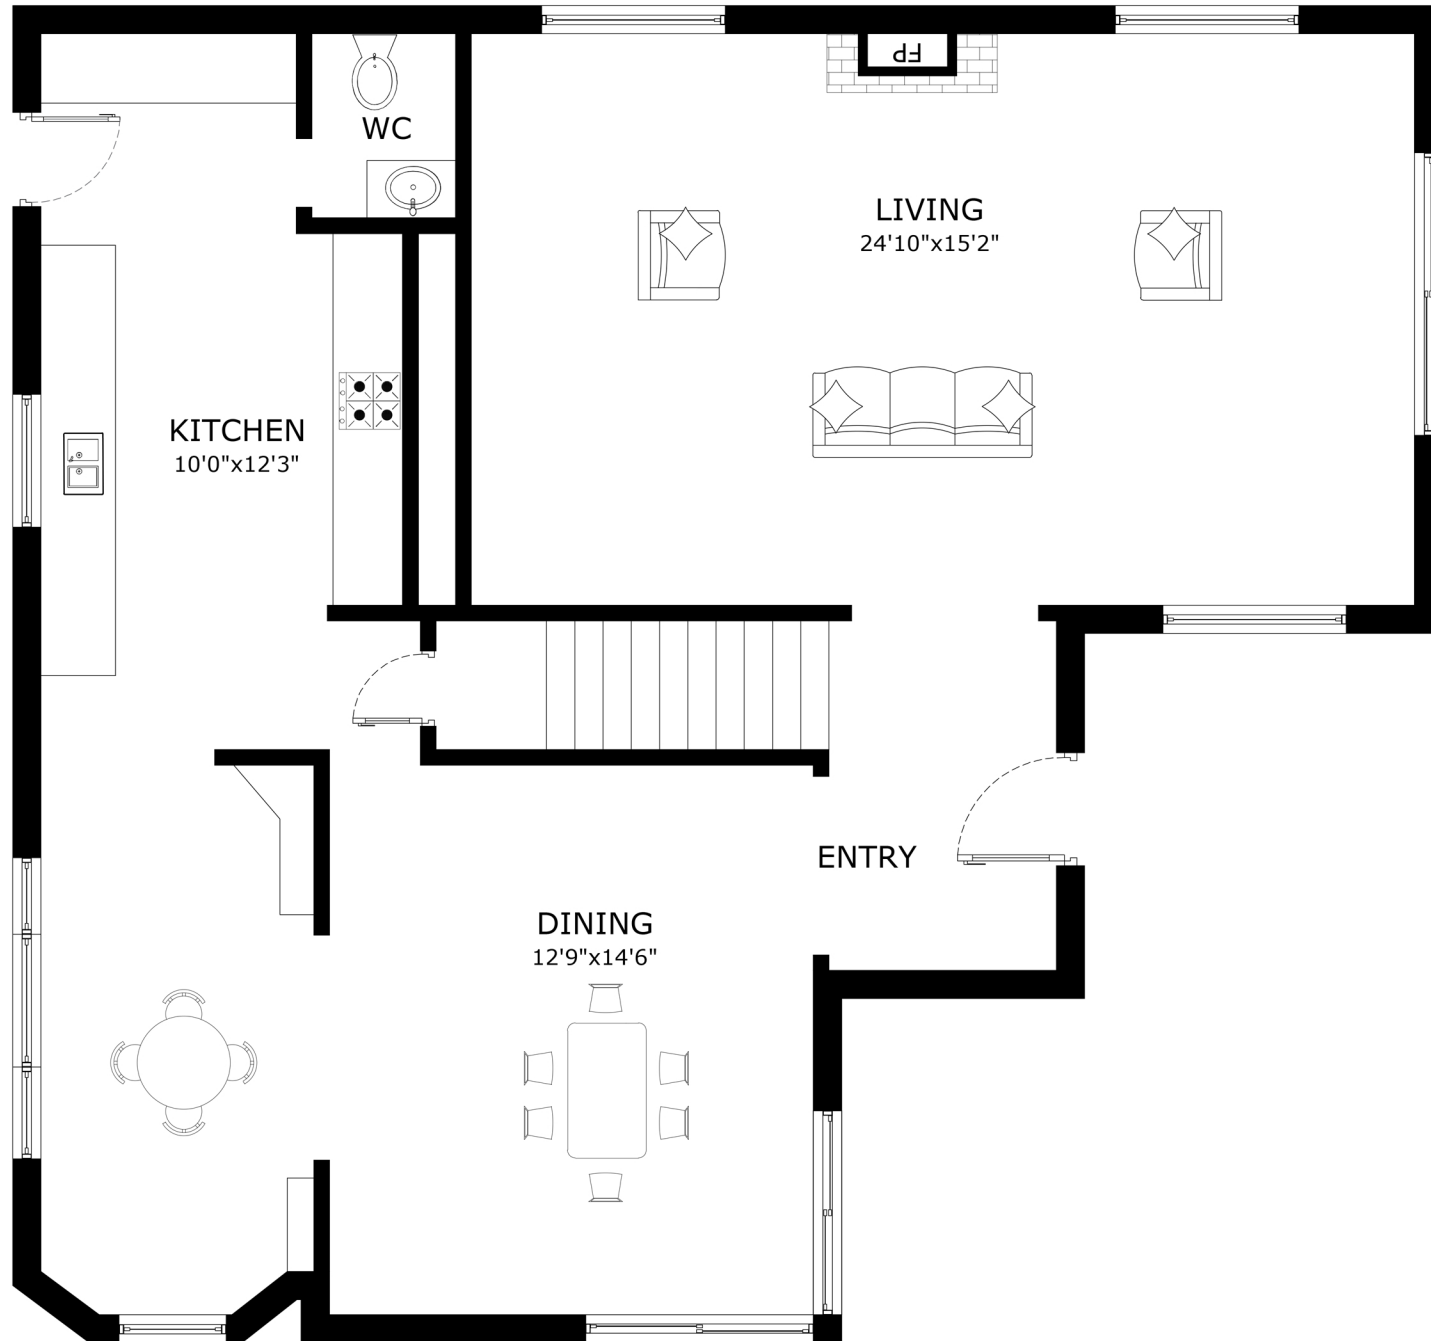 FP
WC
LIVING
24'10"x15'2"
KITCHEN
10'0"x12'3"
ENTRY
DINING
12'9"x14'6"